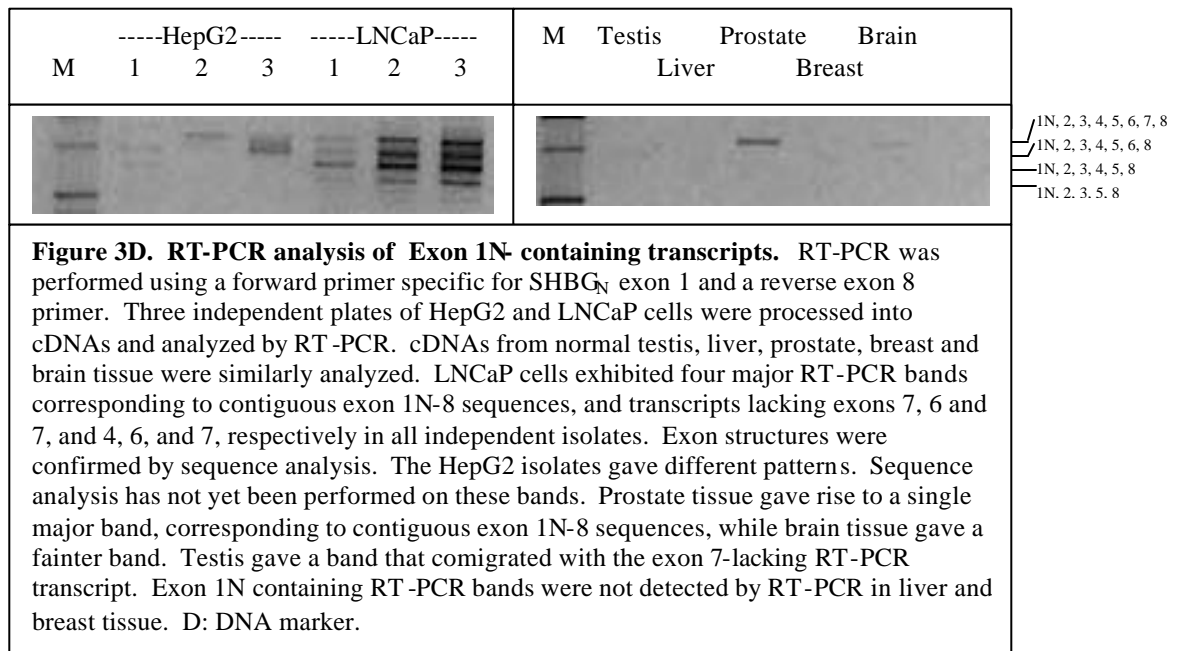 -----HepG2----- -----LNCaP-----
M 1 2 3 1 2 3
M Testis Prostate Brain
Liver Breast
1N, 2, 3, 4, 5, 6, 7, 8
1N, 2, 3, 4, 5, 6, 8
1N, 2, 3, 4, 5, 8
1N. 2. 3. 5. 8
Figure 3D. RT-PCR analysis of Exon 1N- containing transcripts. RT-PCR was
performed using a forward primer specific for SHBGN exon 1 and a reverse exon 8
primer. Three independent plates of HepG2 and LNCaP cells were processed into
cDNAs and analyzed by RT-PCR. cDNAs from normal testis, liver, prostate, breast and
brain tissue were similarly analyzed. LNCaP cells exhibited four major RT-PCR bands
corresponding to contiguous exon 1N-8 sequences, and transcripts lacking exons 7, 6 and
7, and 4, 6, and 7, respectively in all independent isolates. Exon structures were
confirmed by sequence analysis. The HepG2 isolates gave different patterns. Sequence
analysis has not yet been performed on these bands. Prostate tissue gave rise to a single
major band, corresponding to contiguous exon 1N-8 sequences, while brain tissue gave a
fainter band. Testis gave a band that comigrated with the exon 7-lacking RT-PCR
transcript. Exon 1N containing RT-PCR bands were not detected by RT-PCR in liver and
breast tissue. D: DNA marker.